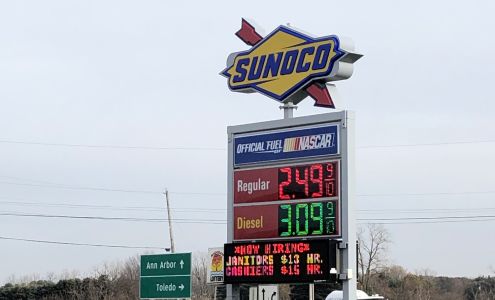 SUNOCO
OFFICIAL FUEL OF NASCAR
Regular 2.49 9/10
Diesel 3.09 9/10
*NOW HIRING*
JANITORS $13 HR.
CASHIERS $15 HR.
Ann Arbor ↑
Toledo →